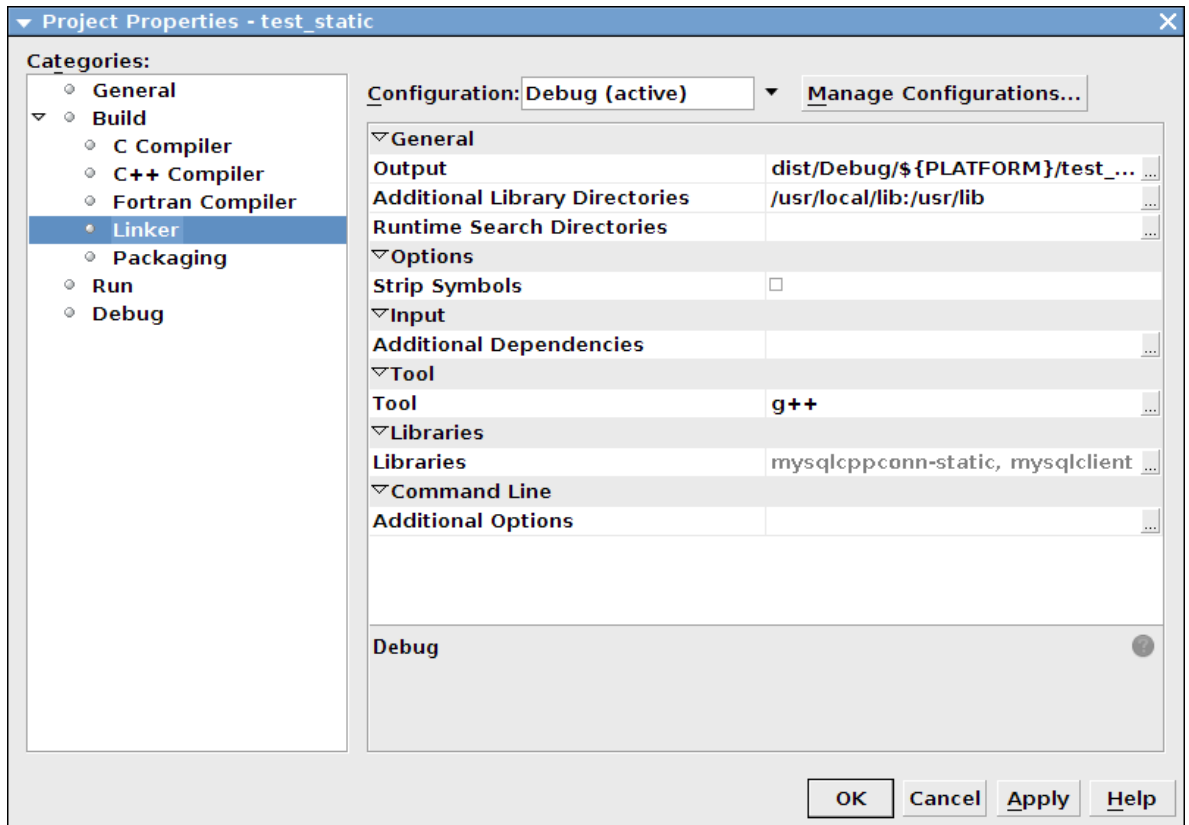 Project Properties - test_static
Categories:
General
Build
C Compiler
C++ Compiler
Fortran Compiler
Linker
Packaging
Run
Debug
Configuration: Debug (active) Manage Configurations...
General
Output dist/Debug/${PLATFORM}/test_... ...
Additional Library Directories /usr/local/lib:/usr/lib ...
Runtime Search Directories ...
Options
Strip Symbols
Input
Additional Dependencies ...
Tool
Tool g++ ...
Libraries
Libraries mysqlcppconn-static, mysqlclient ...
Command Line
Additional Options ...
Debug ?
OK Cancel Apply Help